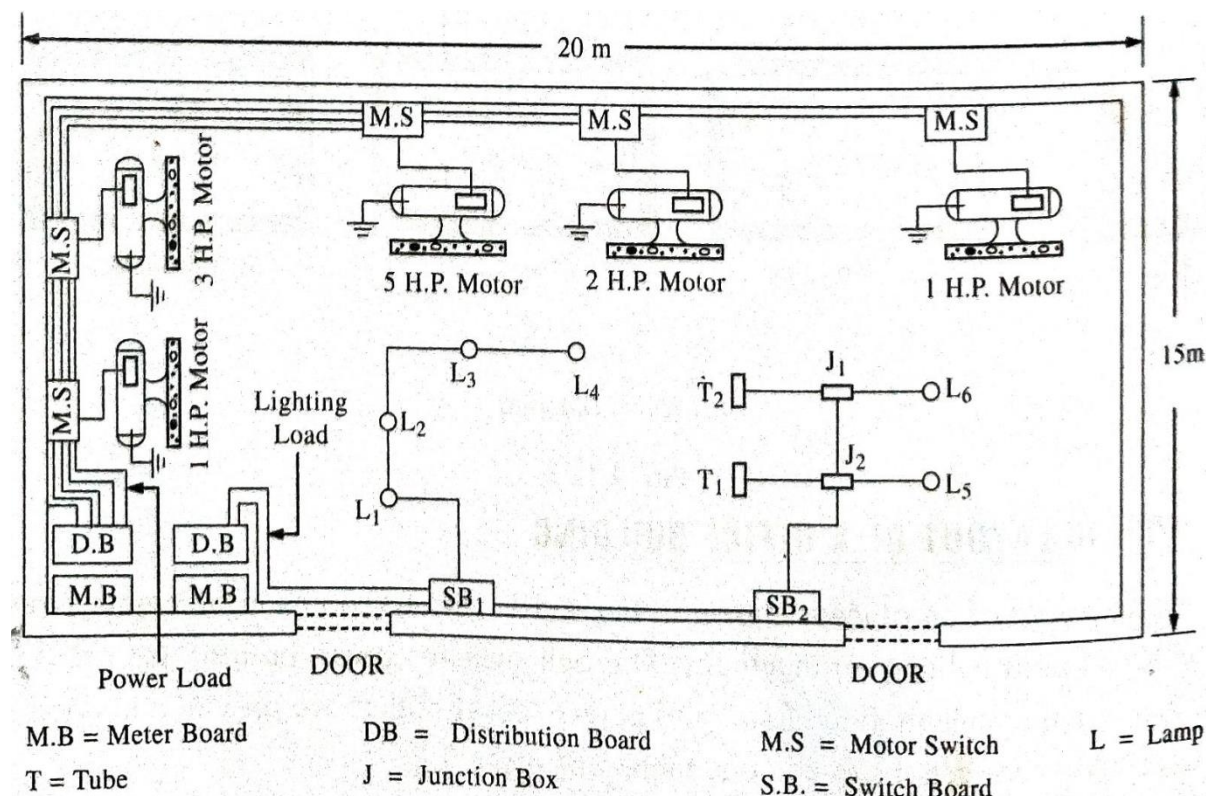 20 m
M.S
M.S
M.S
3 H.P. Motor
M.S
5 H.P. Motor
2 H.P. Motor
1 H.P. Motor
15m
L₃
L₄
J₁
T₂
L₆
1 H.P. Motor
M.S
Lighting
Load
L₂
J₂
T₁
L₅
L₁
D.B
D.B
M.B
M.B
SB₁
SB₂
Power Load
DOOR
DOOR
M.B = Meter Board
DB = Distribution Board
M.S = Motor Switch
L = Lamp
T = Tube
J = Junction Box
S.B. = Switch Board